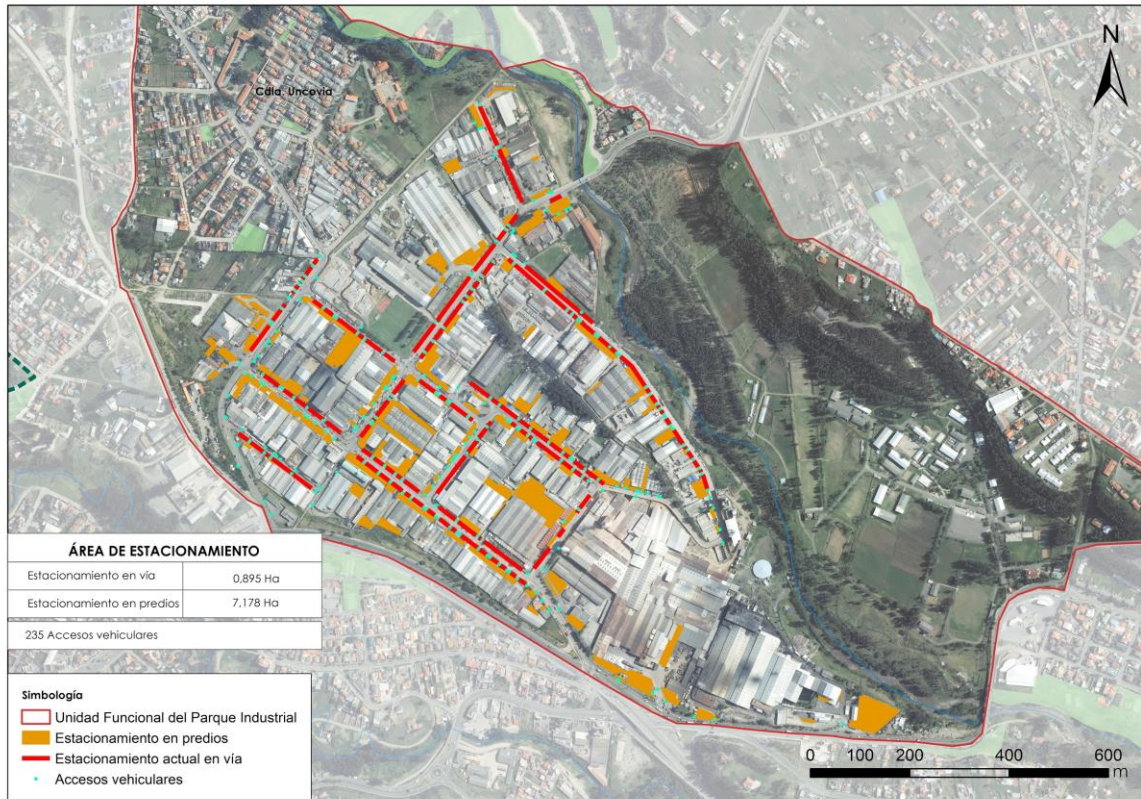 Cdla. Uncovía
N
ÁREA DE ESTACIONAMIENTO
Estacionamiento en vía 0,895 Ha
Estacionamiento en predios 7,178 Ha
235 Accesos vehiculares
Simbología
Unidad Funcional del Parque Industrial
Estacionamiento en predios
Estacionamiento actual en vía
Accesos vehiculares
0 100 200 400 600
m